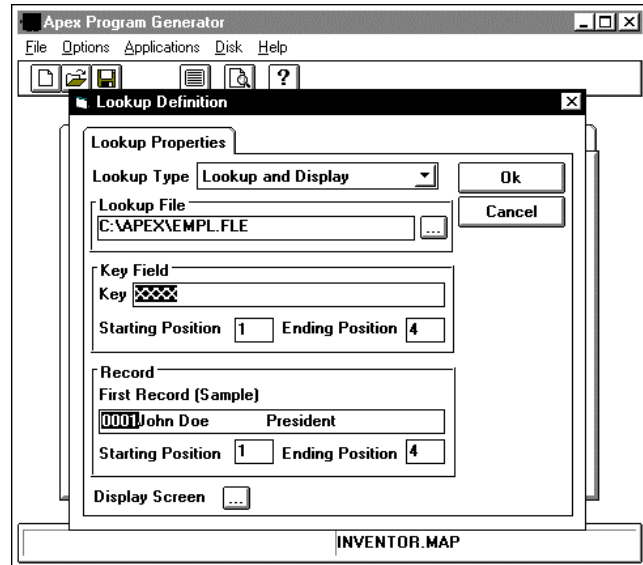 Apex Program Generator
File Options Applications Disk Help
?
Lookup Definition
Lookup Properties
Lookup Type Lookup and Display
Ok
Lookup File
Cancel
C:\APEX\EMPL.FLE
...
Key Field
Key XXXX
Starting Position 1 Ending Position 4
Record
First Record (Sample)
0001John Doe President
Starting Position 1 Ending Position 4
Display Screen ...
INVENTOR.MAP